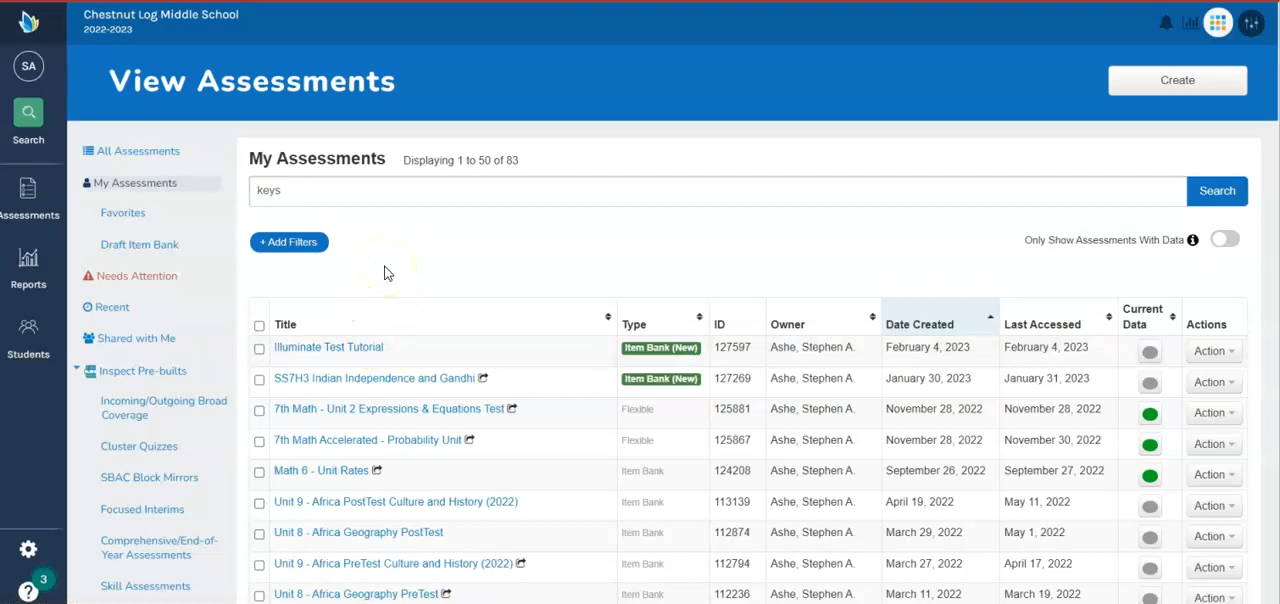 Chestnut Log Middle School
2022-2023
SA
Search
Assessments
Reports
Students
3
?
View Assessments
Create
All Assessments
My Assessments
Favorites
Draft Item Bank
Needs Attention
Recent
Shared with Me
Inspect Pre-builts
Incoming/Outgoing Broad
Coverage
Cluster Quizzes
SBAC Block Mirrors
Focused Interims
Comprehensive/End-of-
Year Assessments
Skill Assessments
My Assessments Displaying 1 to 50 of 83
keys Search
+ Add Filters Only Show Assessments With Data
Title Type ID Owner Date Created Last Accessed Current Data Actions
Illuminate Test Tutorial Item Bank (New) 127597 Ashe, Stephen A. February 4, 2023 February 4, 2023 Action
SS7H3 Indian Independence and Gandhi Item Bank (New) 127269 Ashe, Stephen A. January 30, 2023 January 31, 2023 Action
7th Math - Unit 2 Expressions & Equations Test Flexible 125881 Ashe, Stephen A. November 28, 2022 November 28, 2022 Action
7th Math Accelerated - Probability Unit Flexible 125867 Ashe, Stephen A. November 28, 2022 November 30, 2022 Action
Math 6 - Unit Rates Item Bank 124208 Ashe, Stephen A. September 26, 2022 September 27, 2022 Action
Unit 9 - Africa PostTest Culture and History (2022) Item Bank 113139 Ashe, Stephen A. April 19, 2022 May 11, 2022 Action
Unit 8 - Africa Geography PostTest Item Bank 112874 Ashe, Stephen A. March 29, 2022 May 1, 2022 Action
Unit 9 - Africa PreTest Culture and History (2022) Item Bank 112794 Ashe, Stephen A. March 27, 2022 April 17, 2022 Action
Unit 8 - Africa Geography PreTest Item Bank 112236 Ashe, Stephen A. March 11, 2022 March 19, 2022 Action